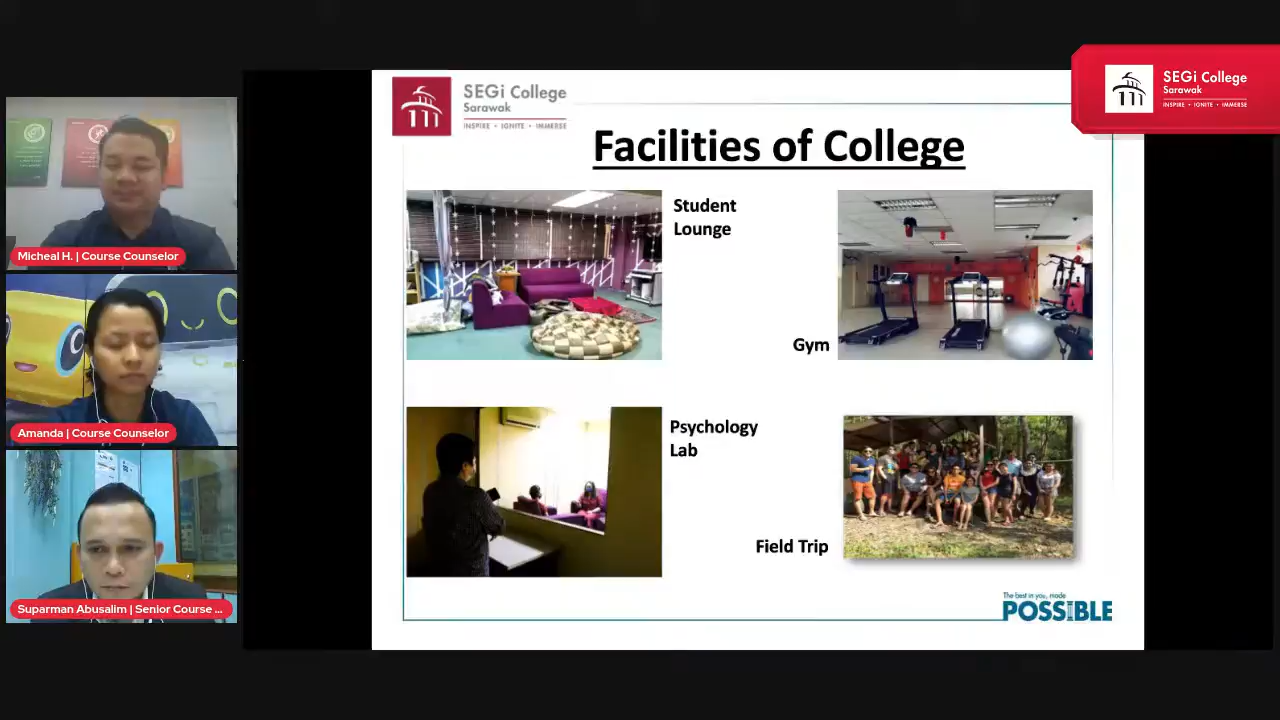 Micheal H. | Course Counselor
Amanda | Course Counselor
Suparman Abusalim | Senior Course ...
SEGi College
Sarawak
INSPIRE • IGNITE • IMMERSE
Facilities of College
Student
Lounge
Gym
Psychology
Lab
Field Trip
The best in you, made
POSSIBLE
SEGi College
Sarawak
INSPIRE • IGNITE • IMMERSE